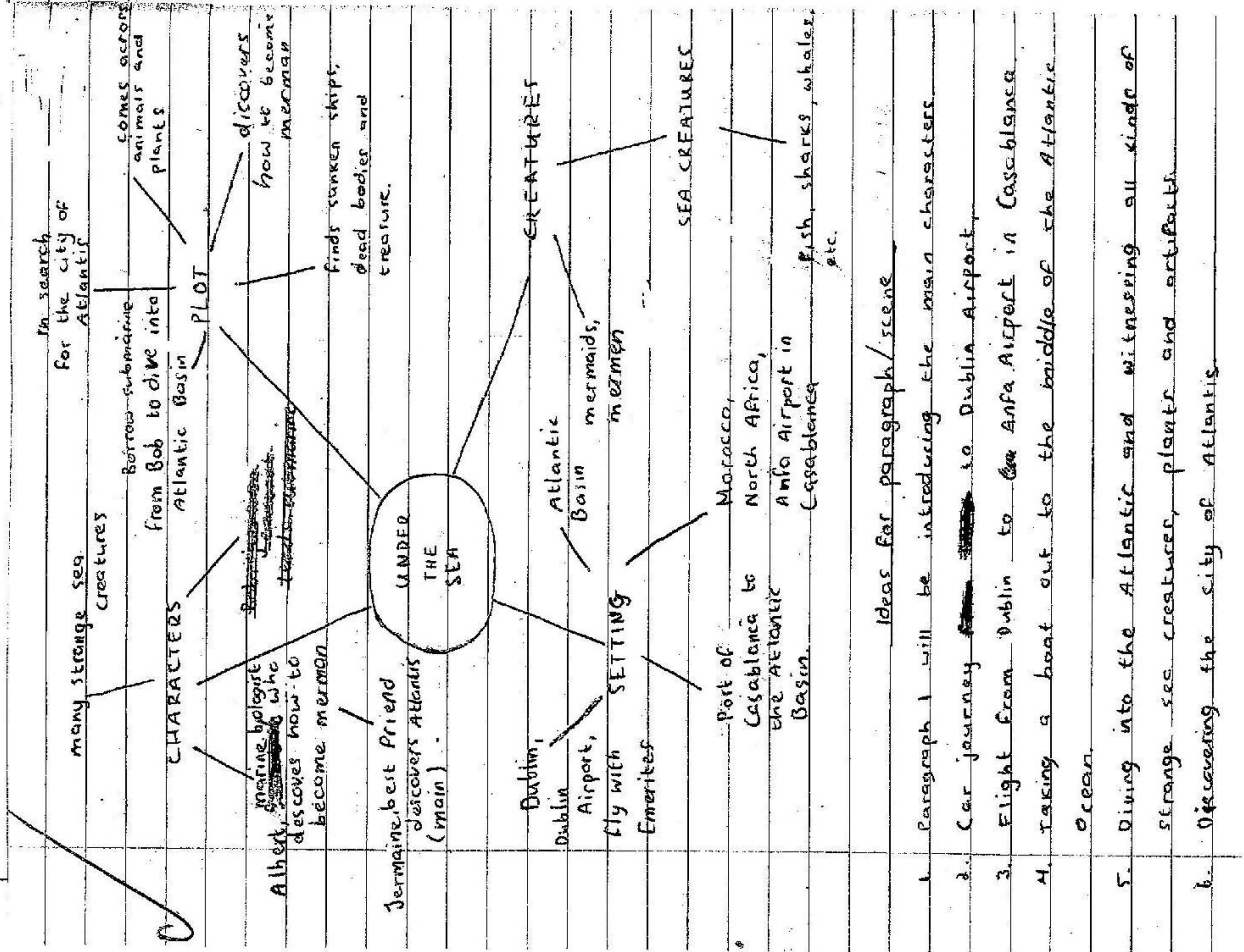 many strange sea
creatures
CHARACTERS
Albert, marine biologist
who
descoves how to
become merman
Jermaine, best friend
descovers Atlantis
(main).
In search
for the city of
Atlantis
comes across
animals and
plants
Borrow submarine
from Bob to dive into
Atlantic Basin
PLOT
discovers
how to become
merman
finds sunken ships,
dead bodies and
treasure.
UNDER
THE
SEA
CREATURES
mermaids,
mermen
SEA CREATURES
Fish, sharks, whales,
etc.
SETTING
Dublin,
Dublin
Airport,
fly with
Emerites
Atlantic
Basin
Port of
Casablanca to
the Atlantic
Basin.
Morocco,
North Africa,
Anfa Airport in
Casablanca
Ideas for paragraph/scene
1. Paragraph 1 will be introducing the main characters
2. Car journey to Dublin Airport,
3. Flight from Dublin to Anfa Airport in Casablanca
4. Taking a boat out to the middle of the Atlantic
Ocean.
5. Diving into the Atlantic and witnessing all kinds of
strange sea creatures, plants and artifacts.
6. Discovering the city of Atlantis.